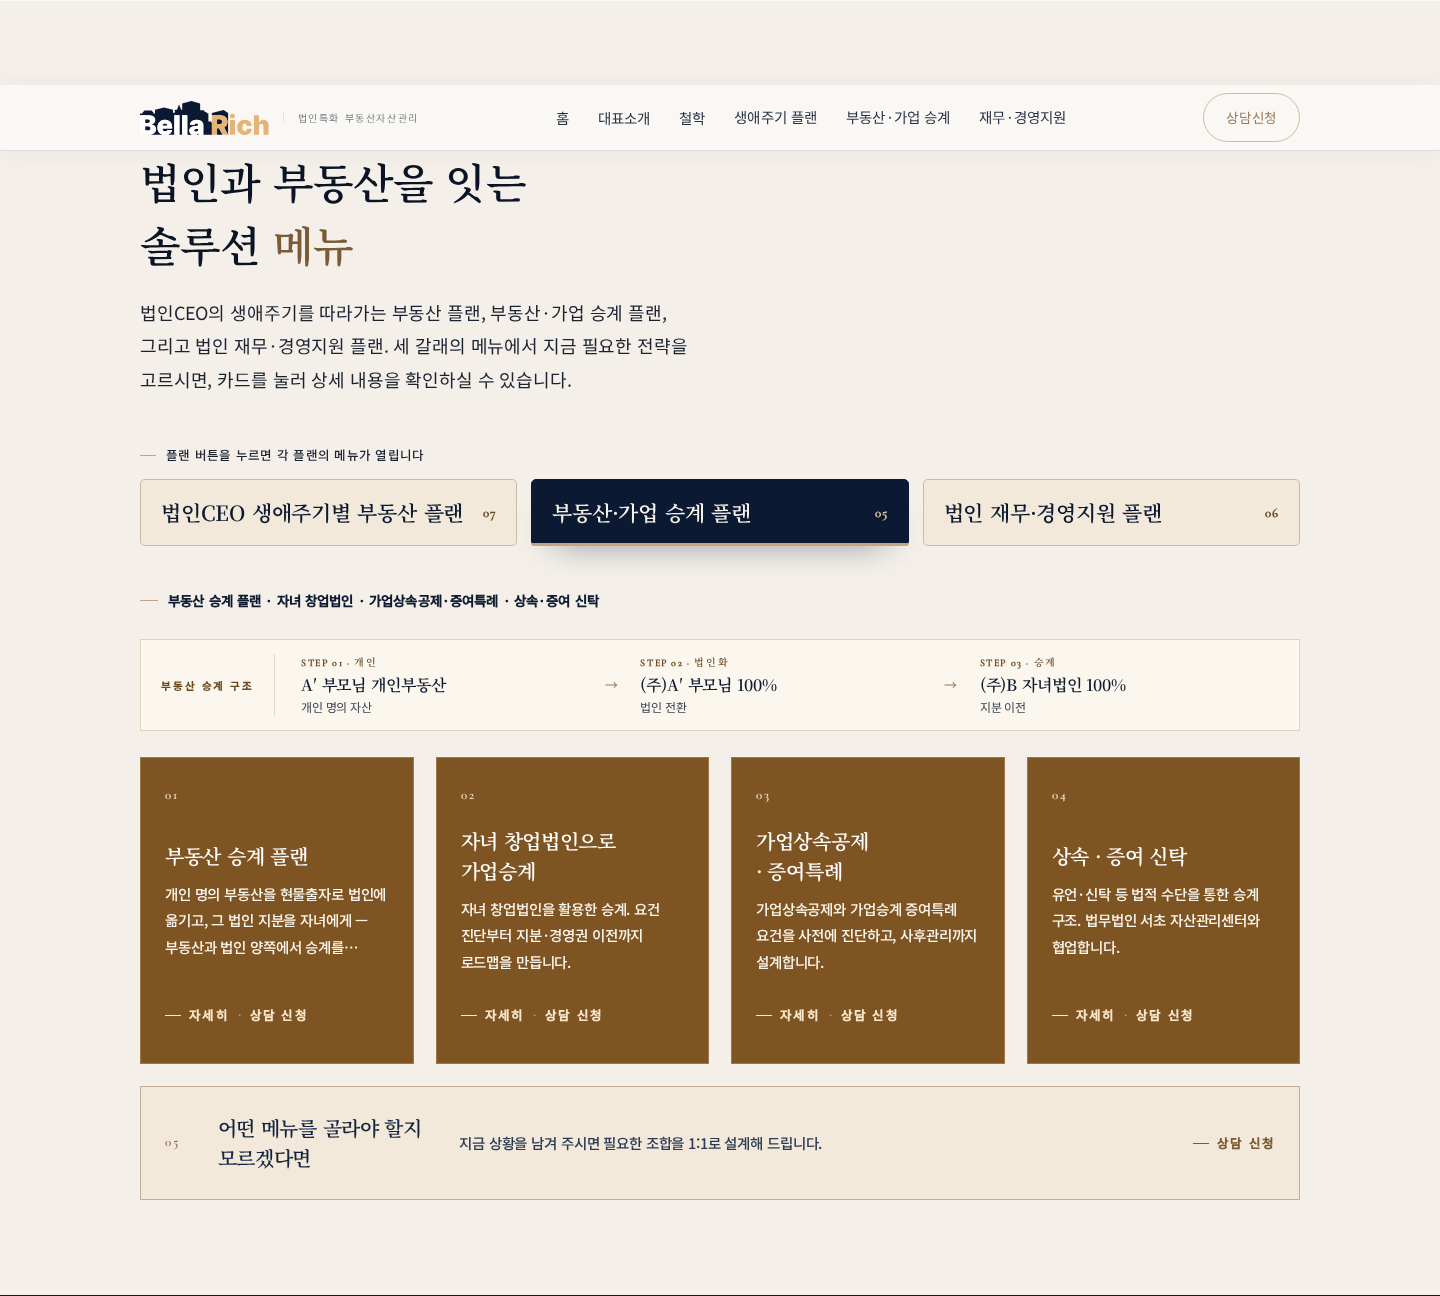 Bella Rich
법인특화 부동산자산관리
홈
대표소개
철학
생애주기 플랜
부동산·가업 승계
재무·경영지원
상담신청
법인과 부동산을 잇는
솔루션 메뉴
법인CEO의 생애주기를 따라가는 부동산 플랜, 부동산·가업 승계 플랜,
그리고 법인 재무·경영지원 플랜. 세 갈래의 메뉴에서 지금 필요한 전략을
고르시면, 카드를 눌러 상세 내용을 확인하실 수 있습니다.
플랜 버튼을 누르면 각 플랜의 메뉴가 열립니다
법인CEO 생애주기별 부동산 플랜 07
부동산·가업 승계 플랜 05
법인 재무·경영지원 플랜 06
부동산 승계 플랜 · 자녀 창업법인 · 가업상속공제·증여특례 · 상속·증여 신탁
부동산 승계 구조
STEP 01 · 개인
A′ 부모님 개인부동산
개인 명의 자산
→
STEP 02 · 법인화
(주)A′ 부모님 100%
법인 전환
→
STEP 03 · 승계
(주)B 자녀법인 100%
지분 이전
01
부동산 승계 플랜
개인 명의 부동산을 현물출자로 법인에
옮기고, 그 법인 지분을 자녀에게 —
부동산과 법인 양쪽에서 승계를…
— 자세히 · 상담 신청
02
자녀 창업법인으로
가업승계
자녀 창업법인을 활용한 승계. 요건
진단부터 지분·경영권 이전까지
로드맵을 만듭니다.
— 자세히 · 상담 신청
03
가업상속공제
· 증여특례
가업상속공제와 가업승계 증여특례
요건을 사전에 진단하고, 사후관리까지
설계합니다.
— 자세히 · 상담 신청
04
상속 · 증여 신탁
유언·신탁 등 법적 수단을 통한 승계
구조. 법무법인 서초 자산관리센터와
협업합니다.
— 자세히 · 상담 신청
05
어떤 메뉴를 골라야 할지
모르겠다면
지금 상황을 남겨 주시면 필요한 조합을 1:1로 설계해 드립니다.
— 상담 신청